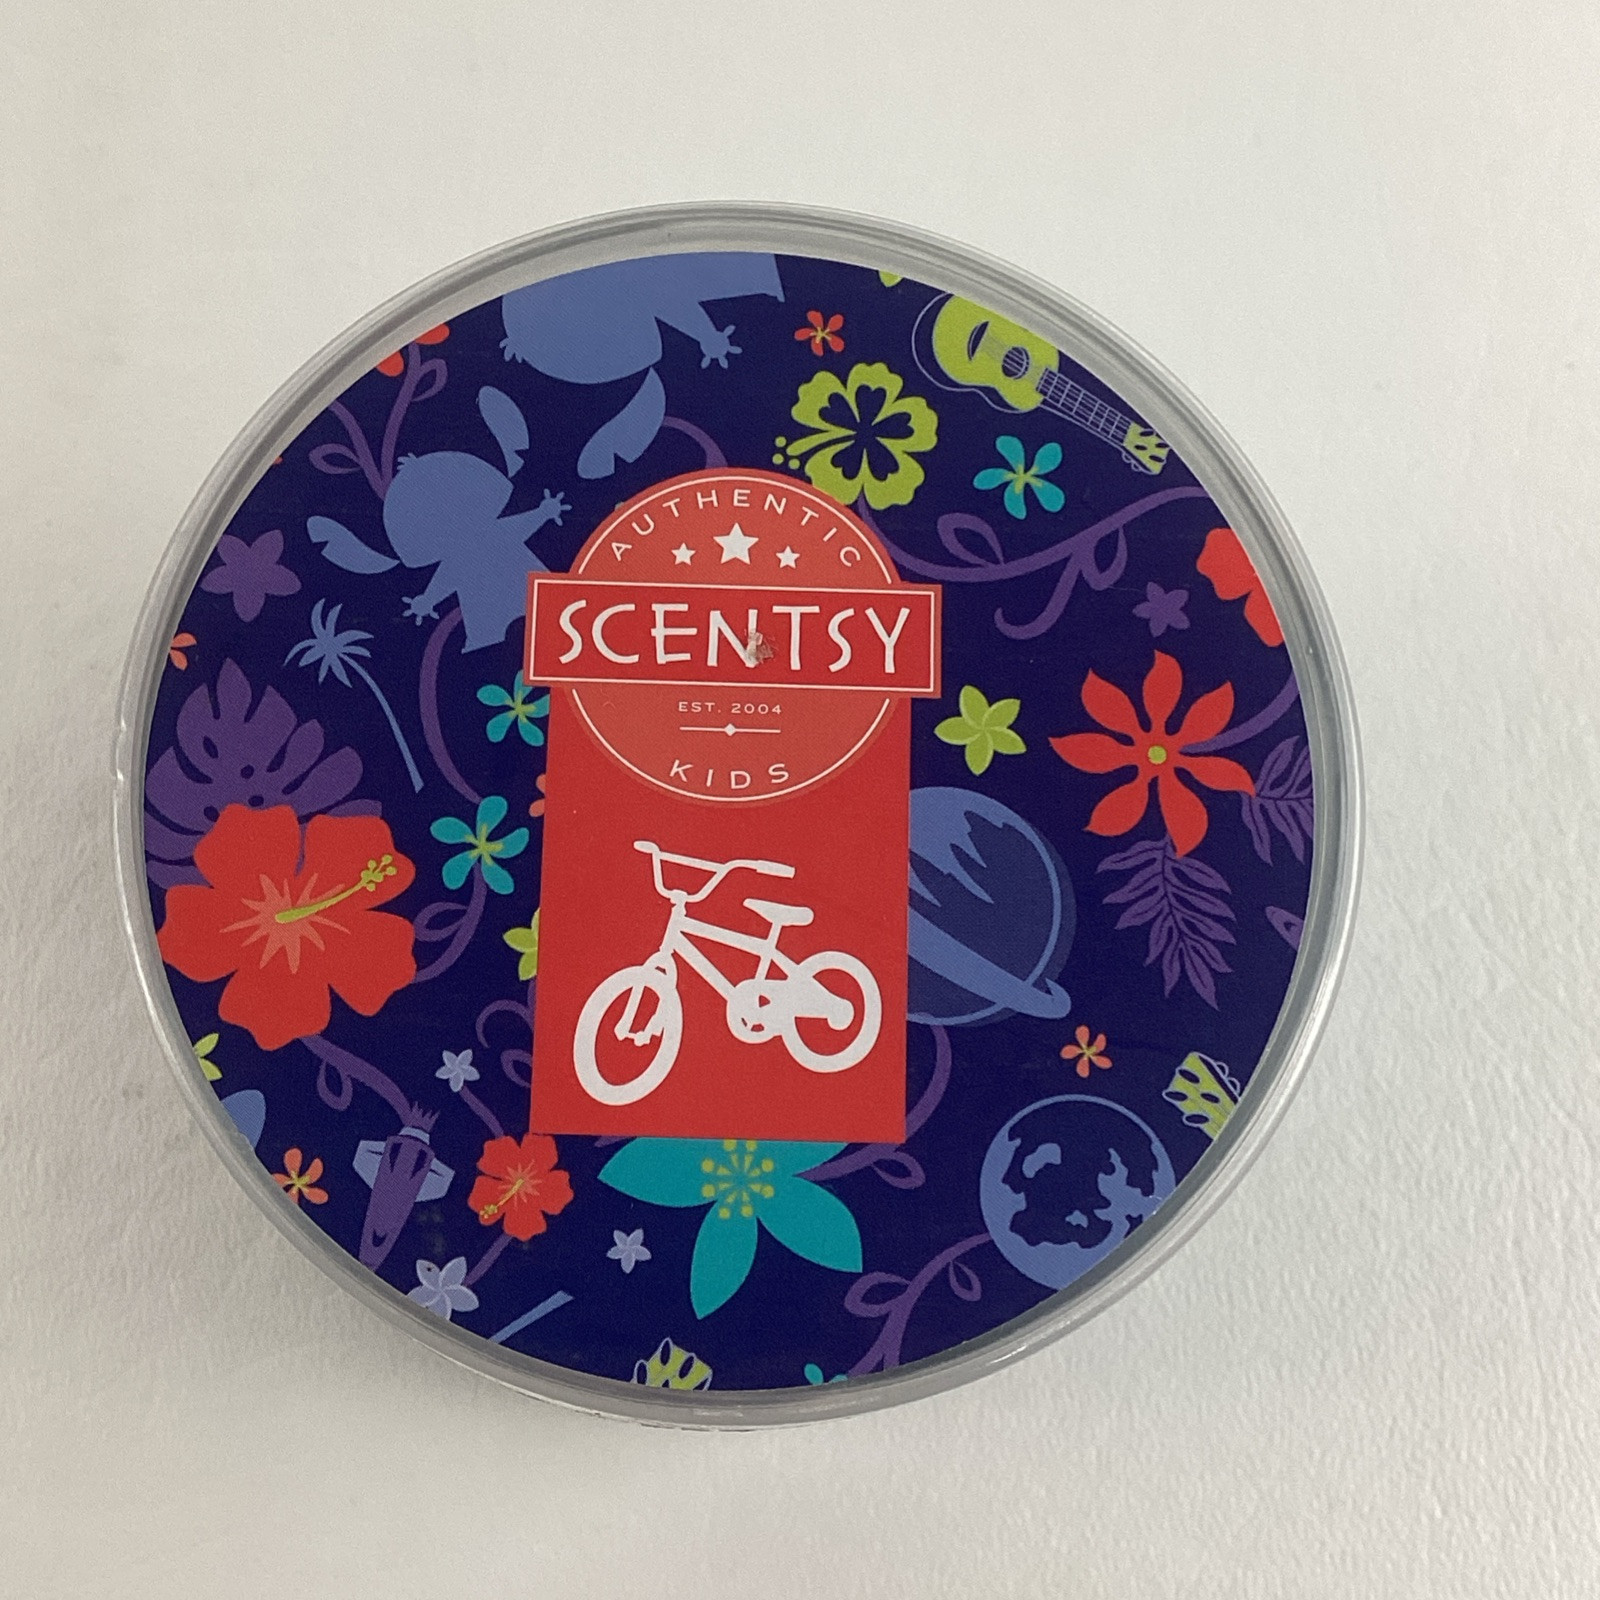 AUTHENTIC
SCENTSY
EST. 2004
KIDS